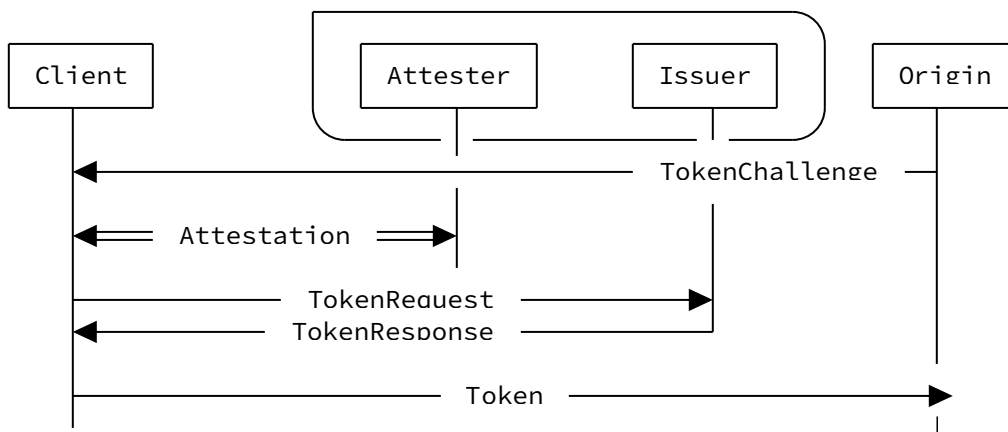 Client Attester Issuer Origin
TokenChallenge
Attestation
TokenRequest
TokenResponse
Token